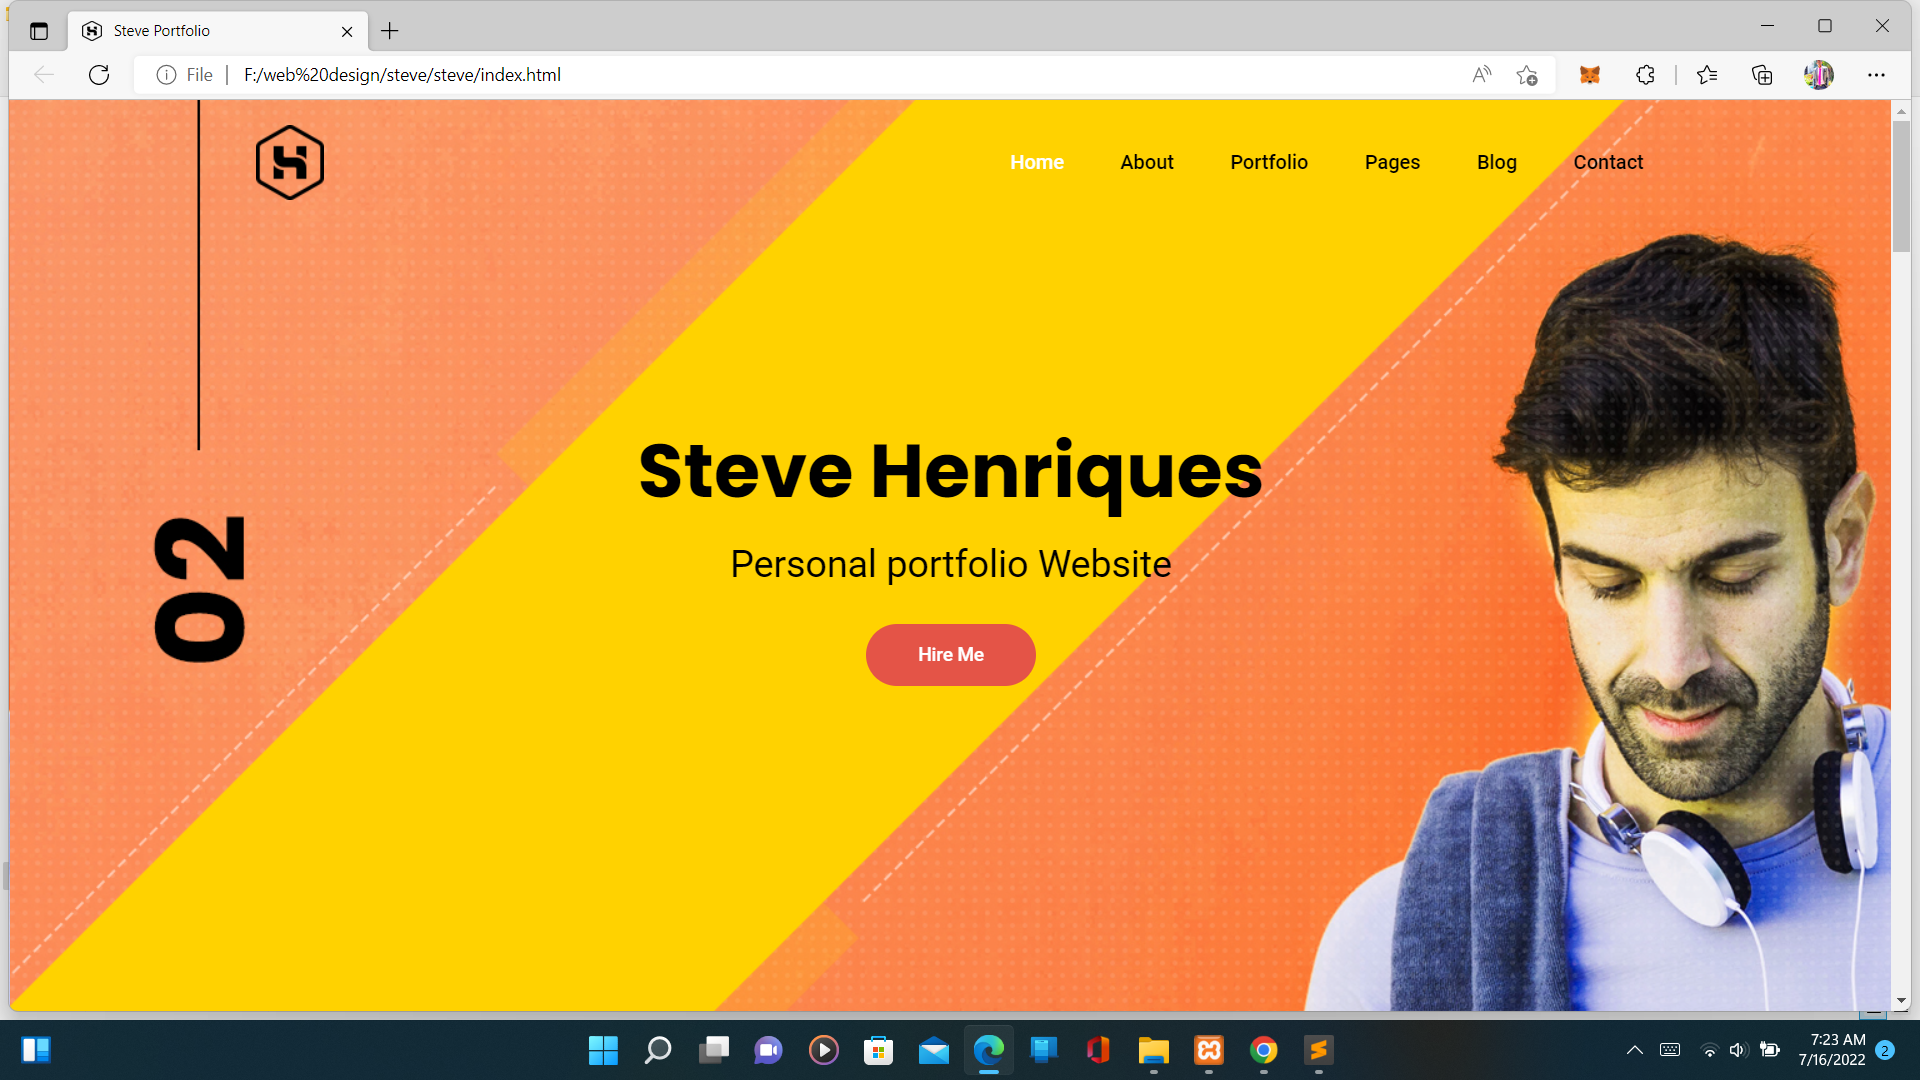 Steve Portfolio
File
F:/web%20design/steve/steve/index.html
Home
About
Portfolio
Pages
Blog
Contact
02
Steve Henriques
Personal portfolio Website
Hire Me
7:23 AM
7/16/2022
2